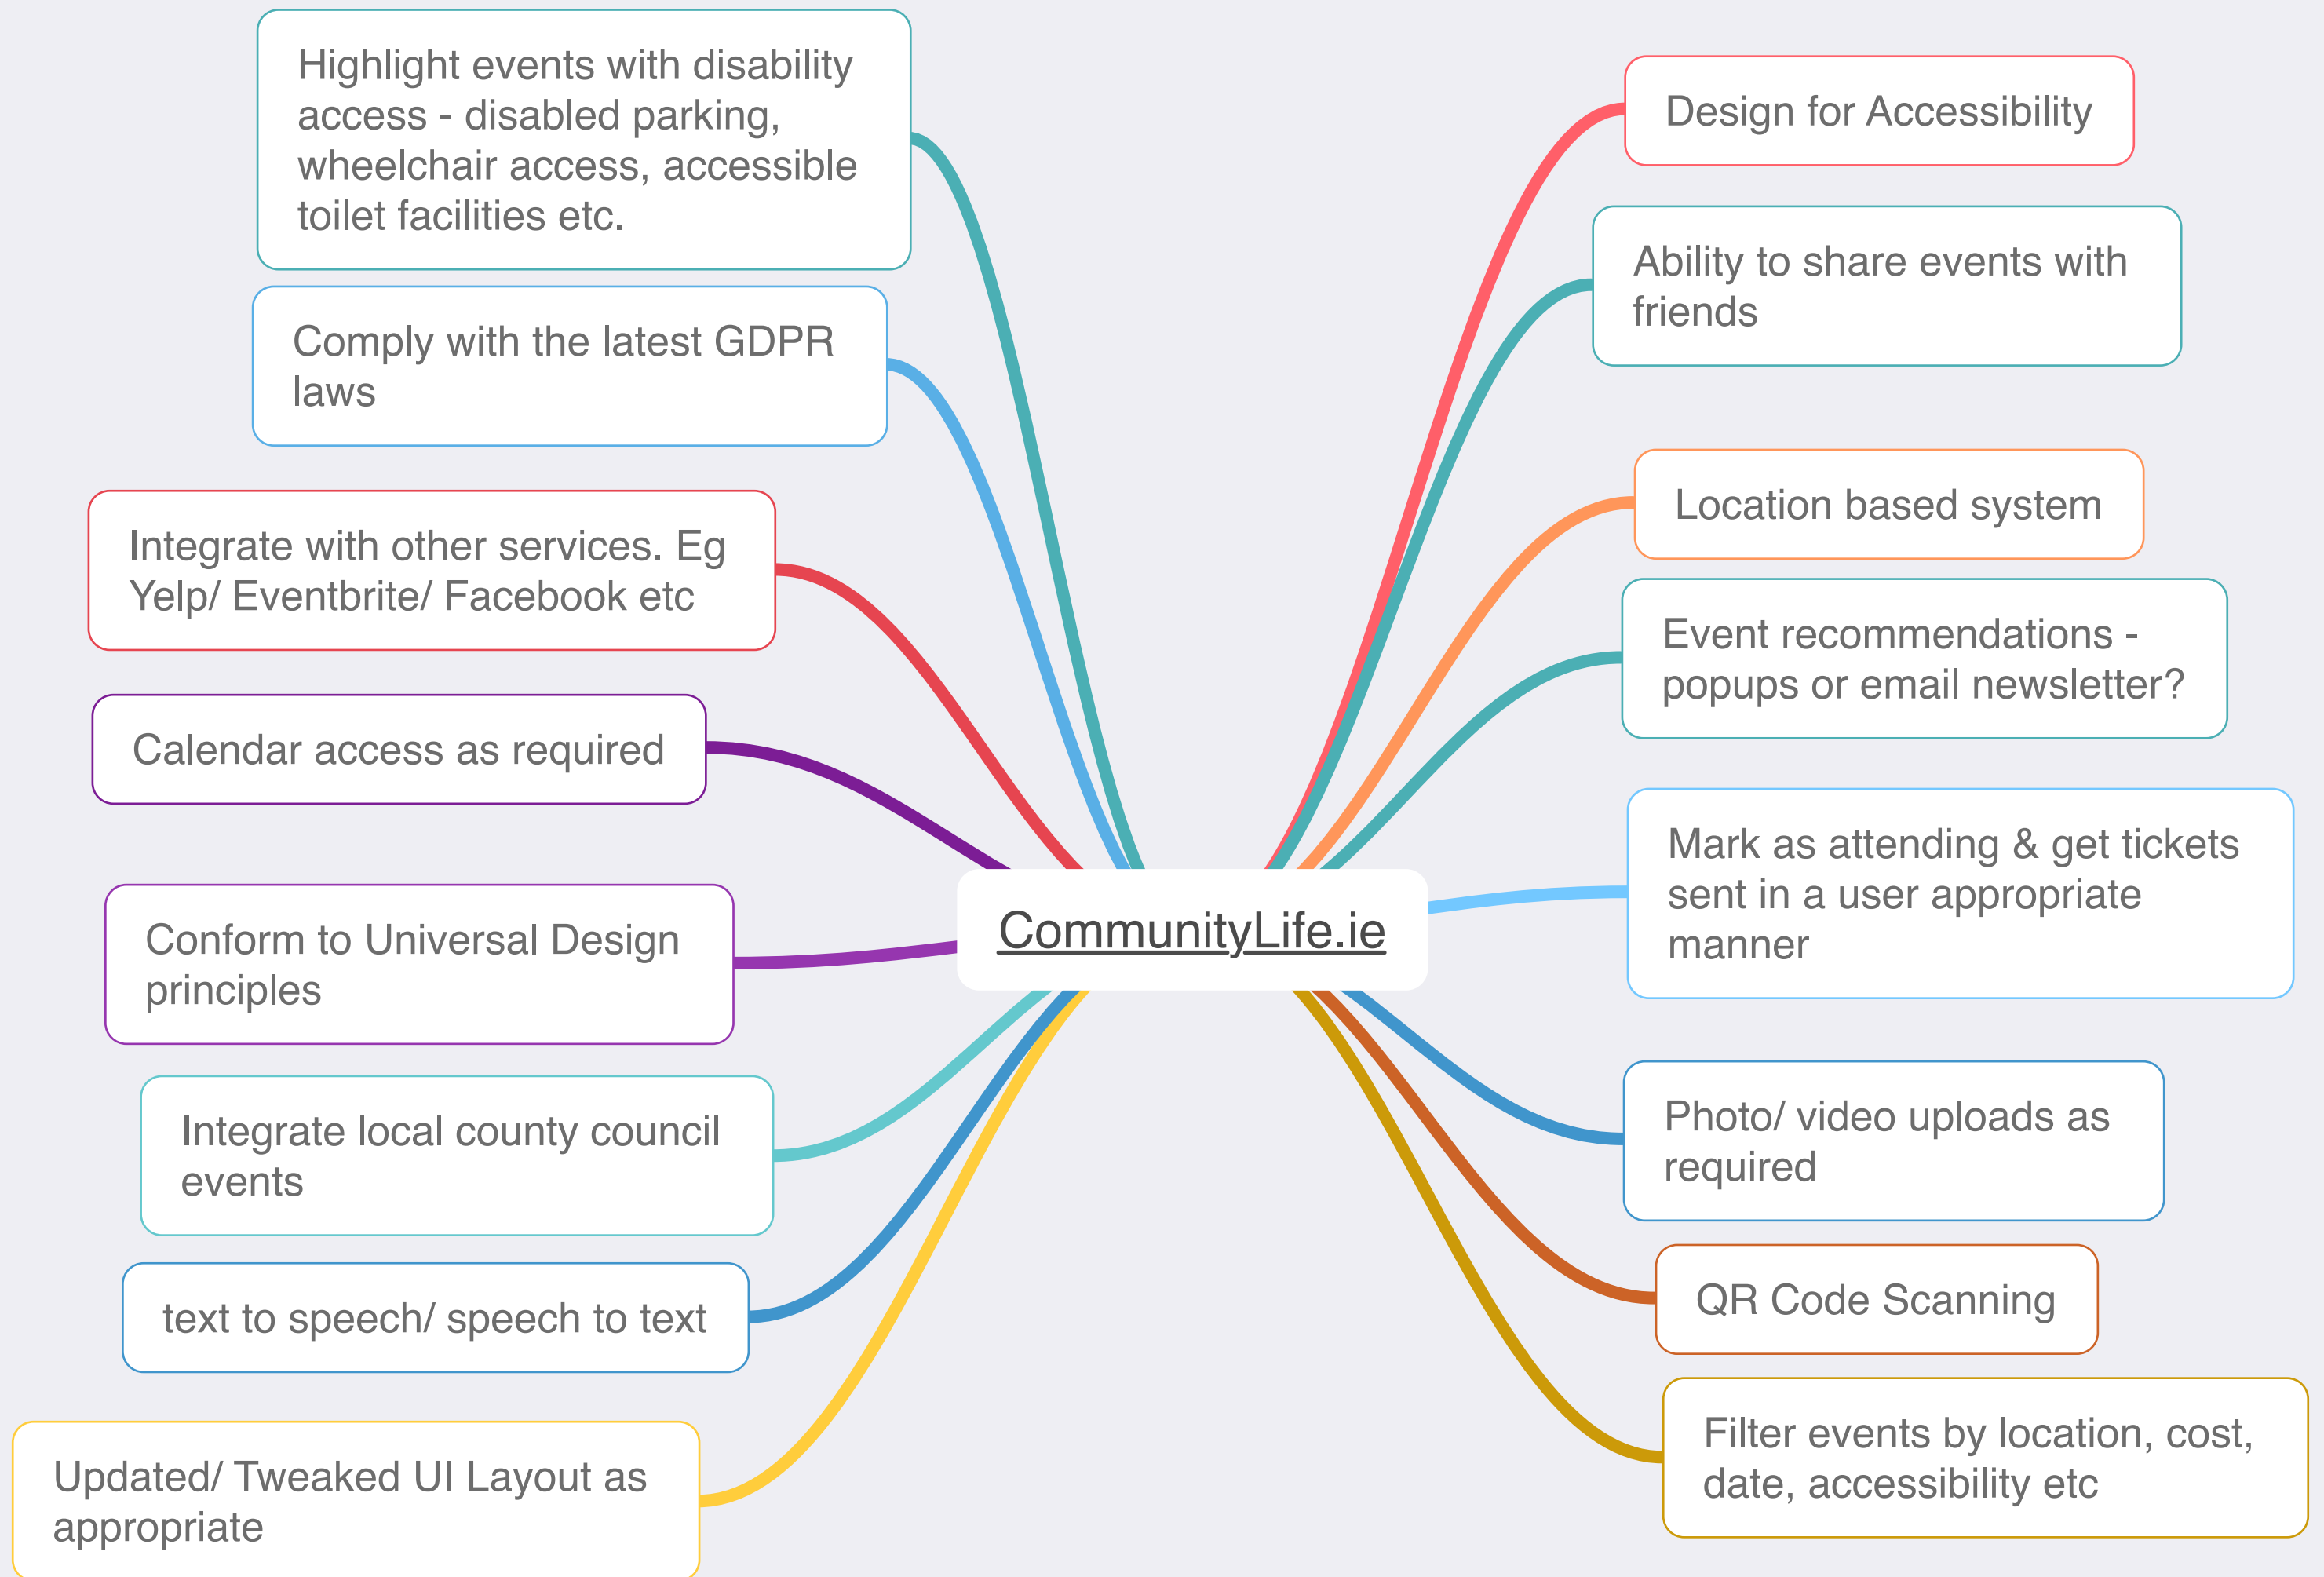 Highlight events with disability
access - disabled parking,
wheelchair access, accessible
toilet facilities etc.
Comply with the latest GDPR
laws
Integrate with other services. Eg
Yelp/ Eventbrite/ Facebook etc
Calendar access as required
Conform to Universal Design
principles
Integrate local county council
events
text to speech/ speech to text
Updated/ Tweaked UI Layout as
appropriate
CommunityLife.ie
Design for Accessibility
Ability to share events with
friends
Location based system
Event recommendations -
popups or email newsletter?
Mark as attending & get tickets
sent in a user appropriate
manner
Photo/ video uploads as
required
QR Code Scanning
Filter events by location, cost,
date, accessibility etc